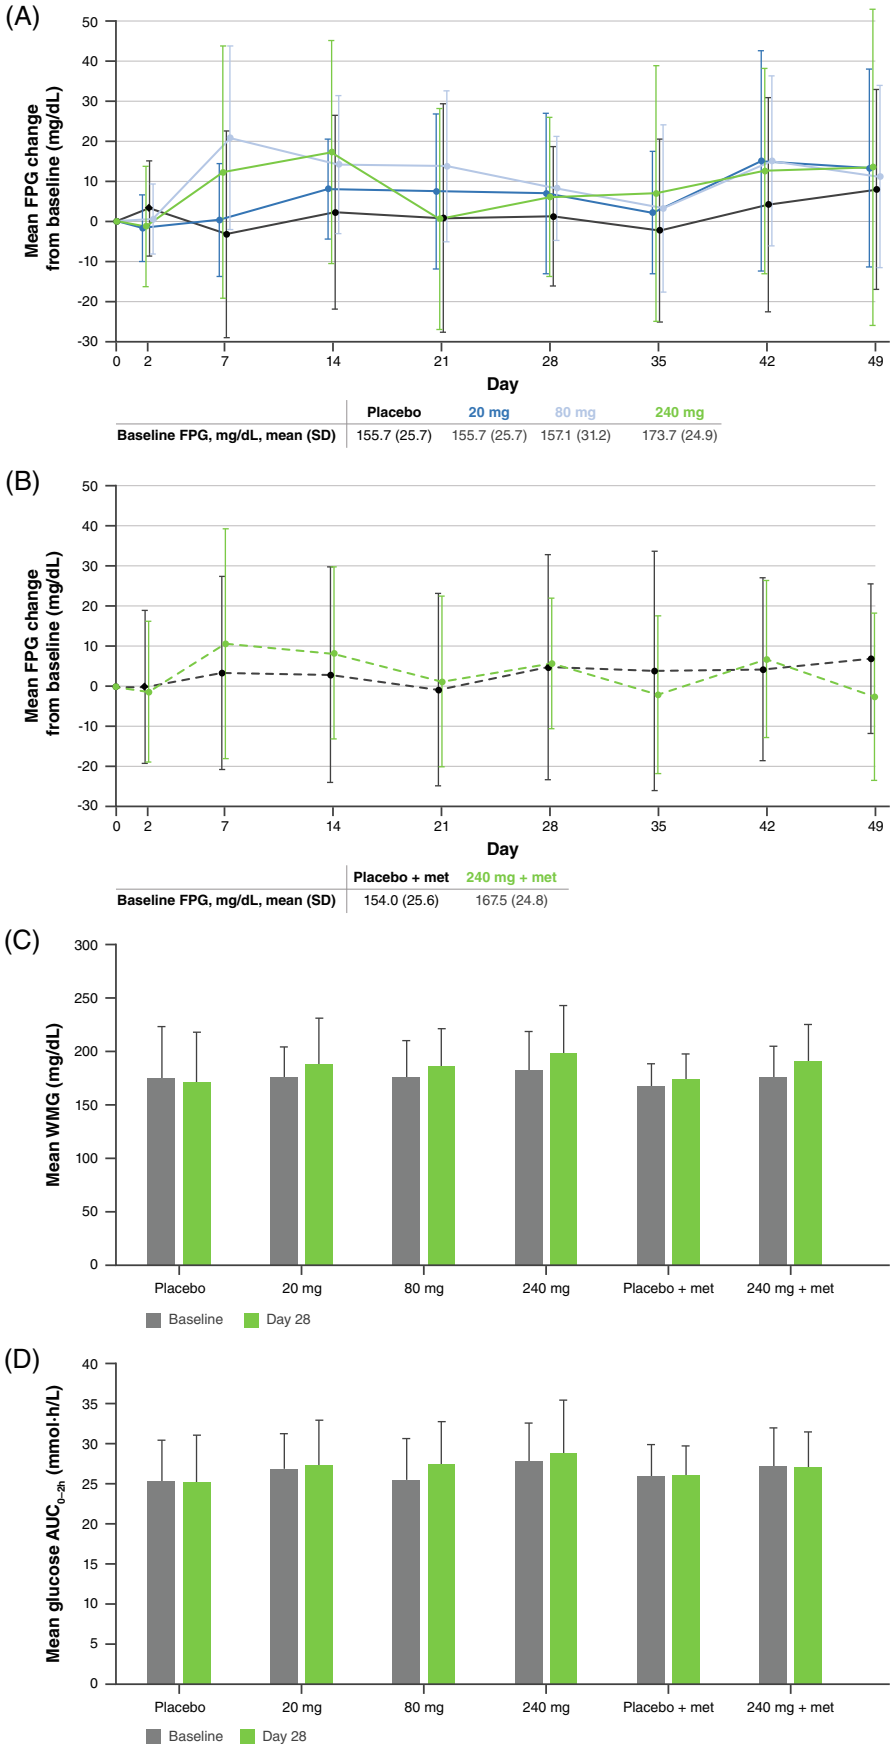 (A)
Mean FPG change
from baseline (mg/dL)
50
40
30
20
10
0
-10
-20
-30
0 2 7 14 21 28 35 42 49
Day
Placebo 20 mg 80 mg 240 mg
Baseline FPG, mg/dL, mean (SD) 155.7 (25.7) 155.7 (25.7) 157.1 (31.2) 173.7 (24.9)
(B)
Mean FPG change
from baseline (mg/dL)
50
40
30
20
10
0
-10
-20
-30
0 2 7 14 21 28 35 42 49
Day
Placebo + met 240 mg + met
Baseline FPG, mg/dL, mean (SD) 154.0 (25.6) 167.5 (24.8)
(C)
Mean WMG (mg/dL)
300
250
200
150
100
50
0
Placebo 20 mg 80 mg 240 mg Placebo + met 240 mg + met
Baseline Day 28
(D)
Mean glucose AUC0–2h (mmol·h/L)
40
35
30
25
20
15
10
5
0
Placebo 20 mg 80 mg 240 mg Placebo + met 240 mg + met
Baseline Day 28